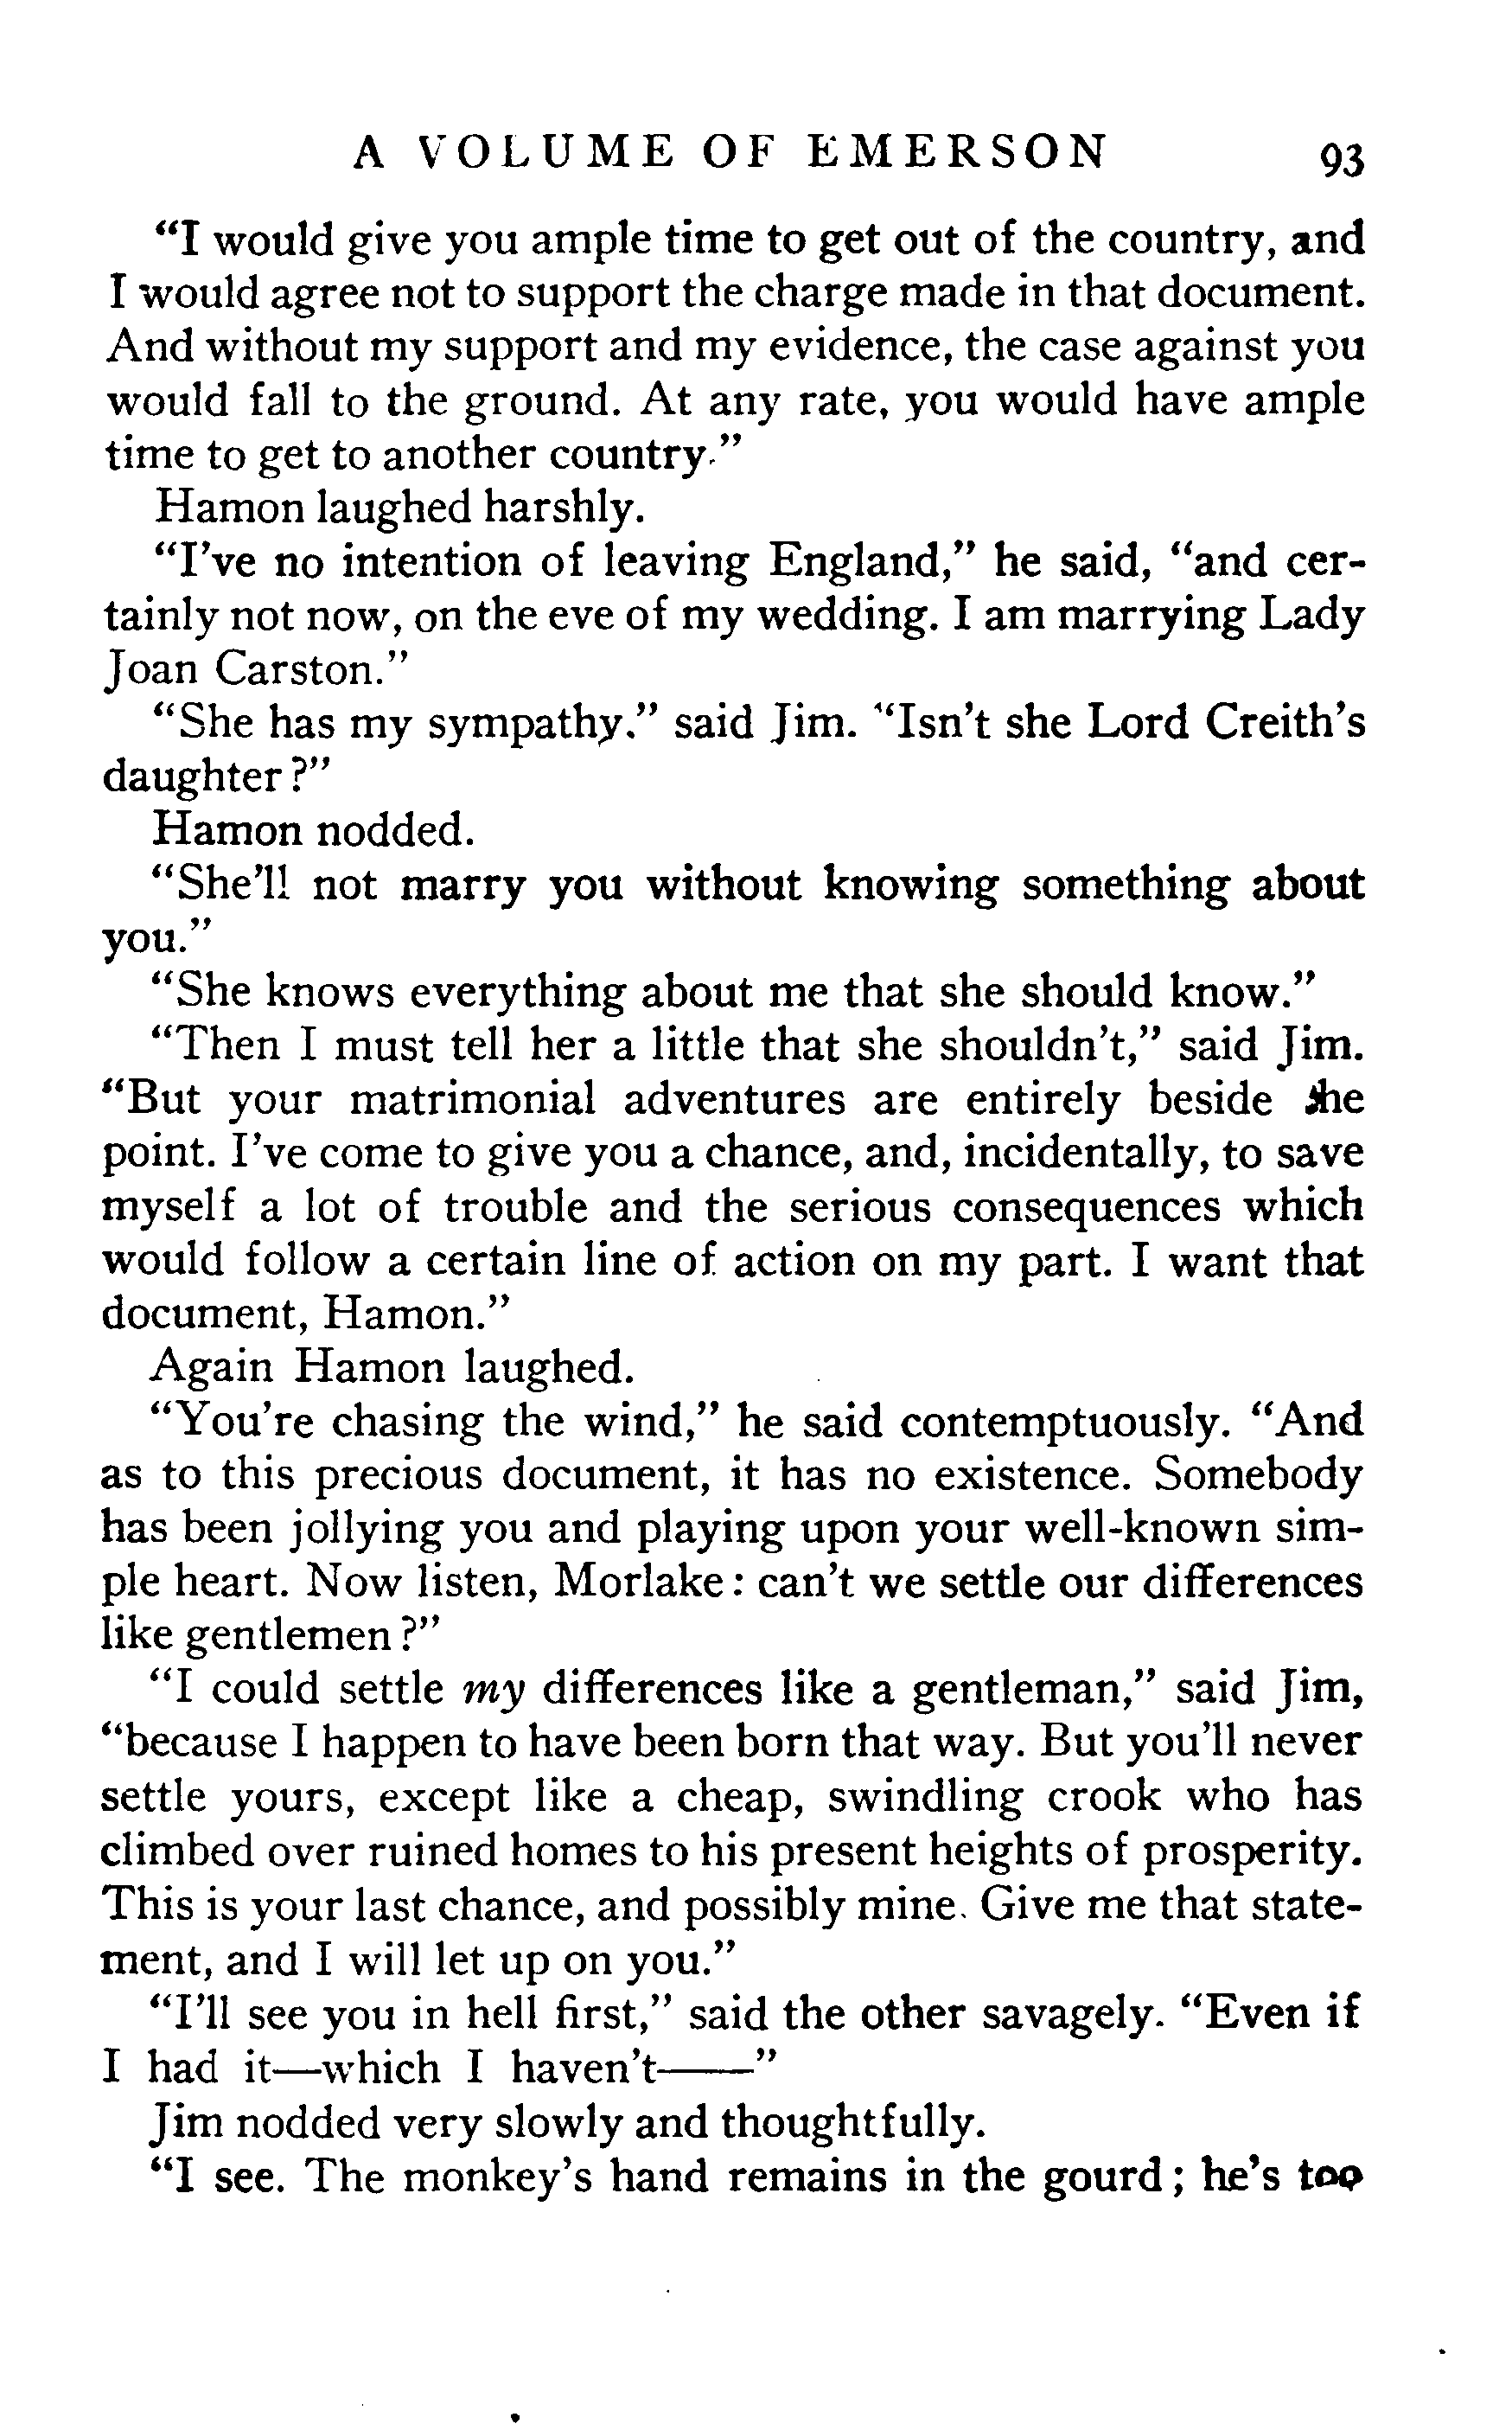 A VOLUME OF EMERSON 93
“I would give you ample time to get out of the country, and
I would agree not to support the charge made in that document.
And without my support and my evidence, the case against you
would fall to the ground. At any rate, you would have ample
time to get to another country.”
Hamon laughed harshly.
“I've no intention of leaving England,” he said, “and cer-
tainly not now, on the eve of my wedding. I am marrying Lady
Joan Carston.”
“She has my sympathy.” said Jim. “Isn't she Lord Creith's
daughter?”
Hamon nodded.
“She'll not marry you without knowing something about
you.”
“She knows everything about me that she should know.”
“Then I must tell her a little that she shouldn't,” said Jim.
“But your matrimonial adventures are entirely beside the
point. I've come to give you a chance, and, incidentally, to save
myself a lot of trouble and the serious consequences which
would follow a certain line of action on my part. I want that
document, Hamon.”
Again Hamon laughed.
“You're chasing the wind,” he said contemptuously. “And
as to this precious document, it has no existence. Somebody
has been jollying you and playing upon your well-known sim-
ple heart. Now listen, Morlake: can't we settle our differences
like gentlemen?”
“I could settle my differences like a gentleman,” said Jim,
“because I happen to have been born that way. But you'll never
settle yours, except like a cheap, swindling crook who has
climbed over ruined homes to his present heights of prosperity.
This is your last chance, and possibly mine. Give me that state-
ment, and I will let up on you.”
“I'll see you in hell first,” said the other savagely. “Even if
I had it—which I haven't——”
Jim nodded very slowly and thoughtfully.
“I see. The monkey's hand remains in the gourd; he's too